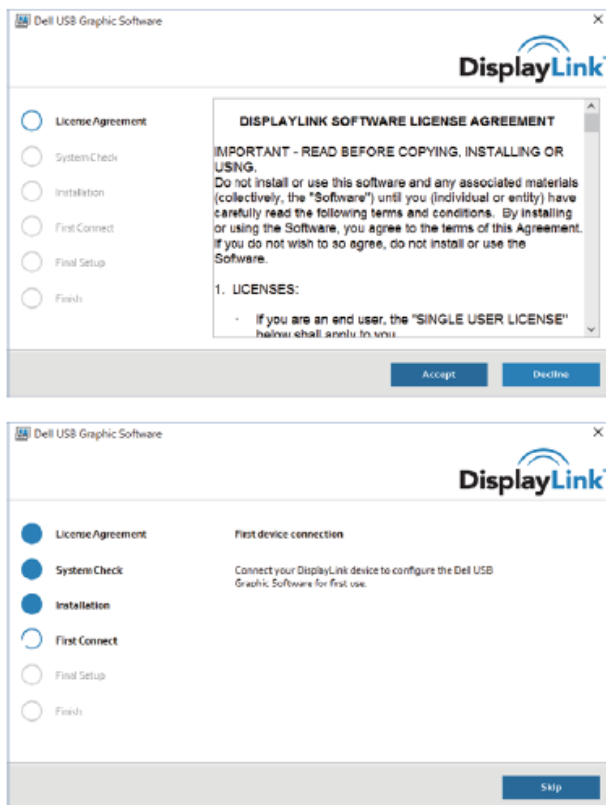 Dell USB Graphic Software
DisplayLink
License Agreement
System Check
Installation
First Connect
Final Setup
Finish
DISPLAYLINK SOFTWARE LICENSE AGREEMENT
IMPORTANT - READ BEFORE COPYING, INSTALLING OR
USING.
Do not install or use this software and any associated materials
(collectively, the "Software") until you (individual or entity) have
carefully read the following terms and conditions. By installing
or using the Software, you agree to the terms of this Agreement.
If you do not wish to so agree, do not install or use the
Software.
1. LICENSES:
· If you are an end user, the "SINGLE USER LICENSE"
below shall apply to you
Accept
Decline
Dell USB Graphic Software
DisplayLink
License Agreement
System Check
Installation
First Connect
Final Setup
Finish
First device connection
Connect your DisplayLink device to configure the Dell USB
Graphic Software for first use.
Skip